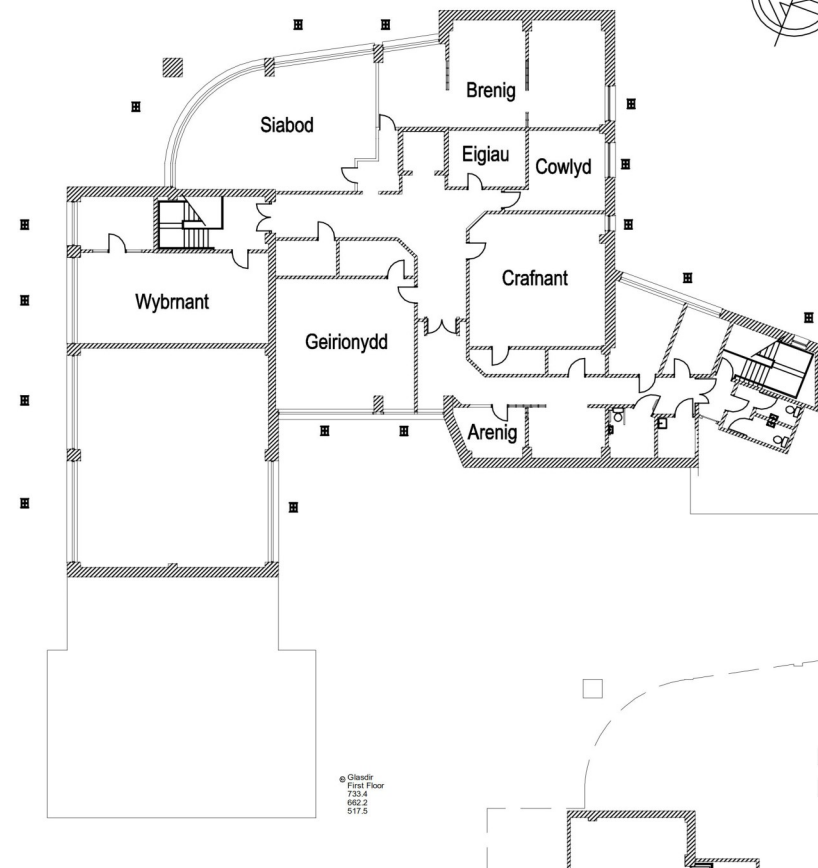 Brenig
Siabod
Eigiau
Cowlyd
Crafnant
Wybrnant
Geirionydd
Arenig
© Glasdir
First Floor
733.4
662.2
517.5